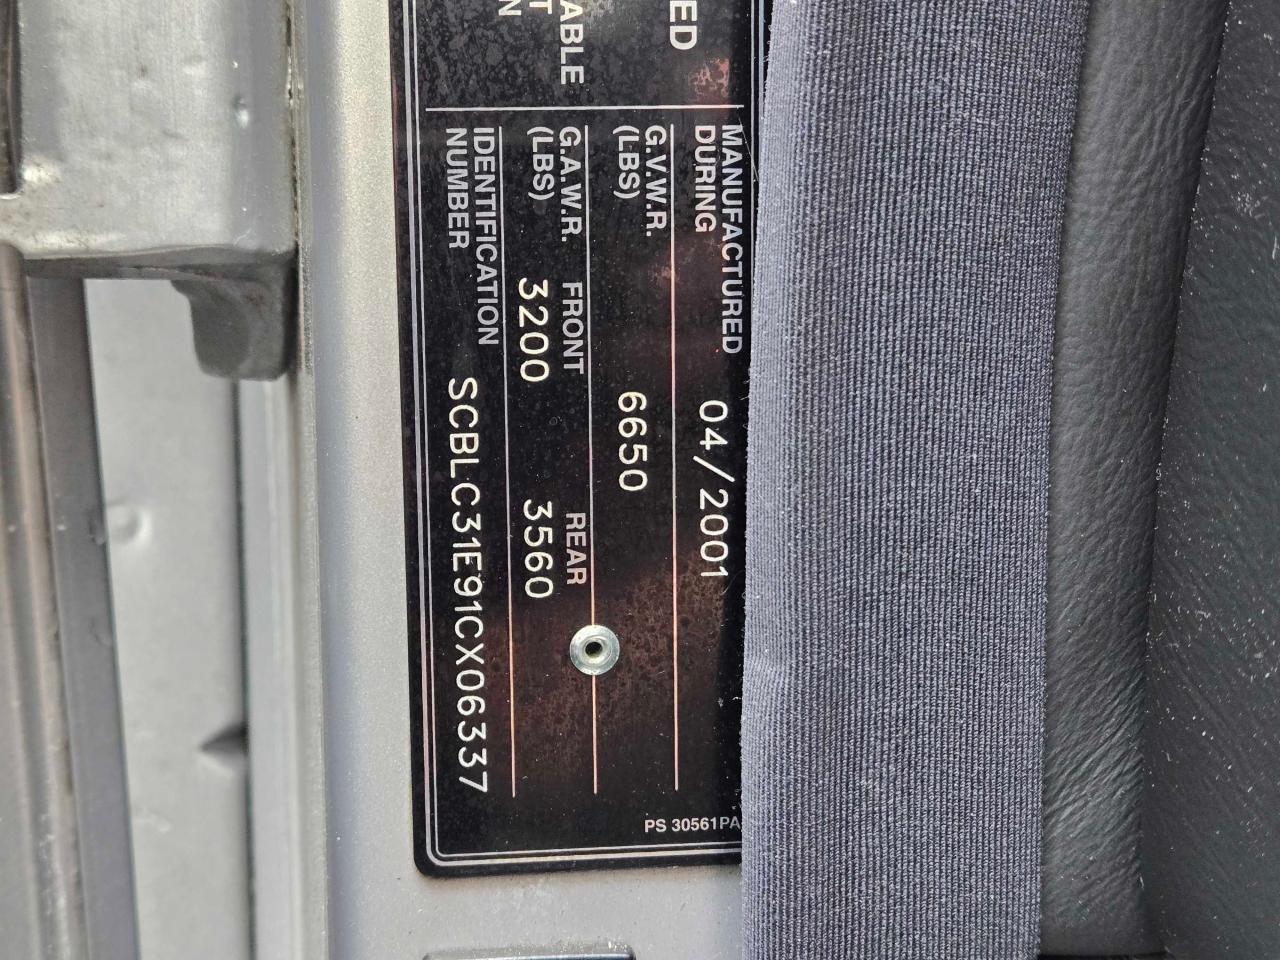 ED
ABLE
T
N
MANUFACTURED
DURING
04/2001
G.V.W.R.
(LBS)
6650
G.A.W.R.
(LBS)
FRONT
3200
REAR
3560
IDENTIFICATION
NUMBER
SCBLC31E91CX06337
PS 30561PA